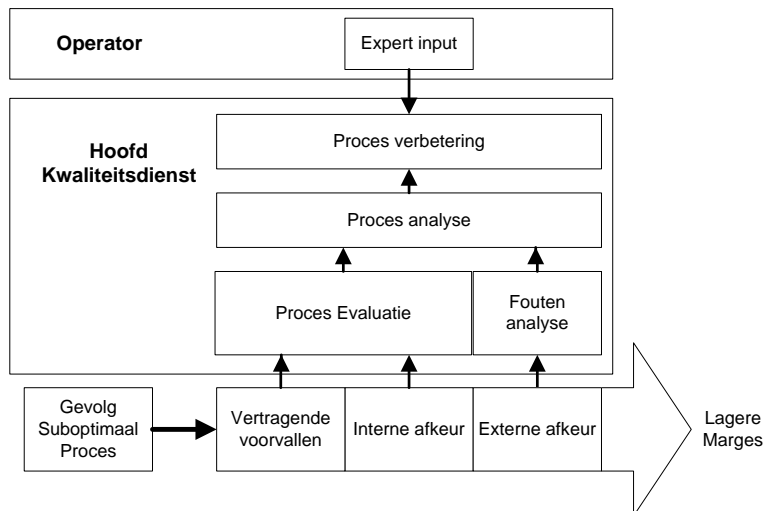 Operator
Expert input
Hoofd
Kwaliteitsdienst
Proces verbetering
Proces analyse
Proces Evaluatie
Fouten
analyse
Gevolg
Suboptimaal
Proces
Vertragende
voorvallen
Interne afkeur
Externe afkeur
Lagere
Marges